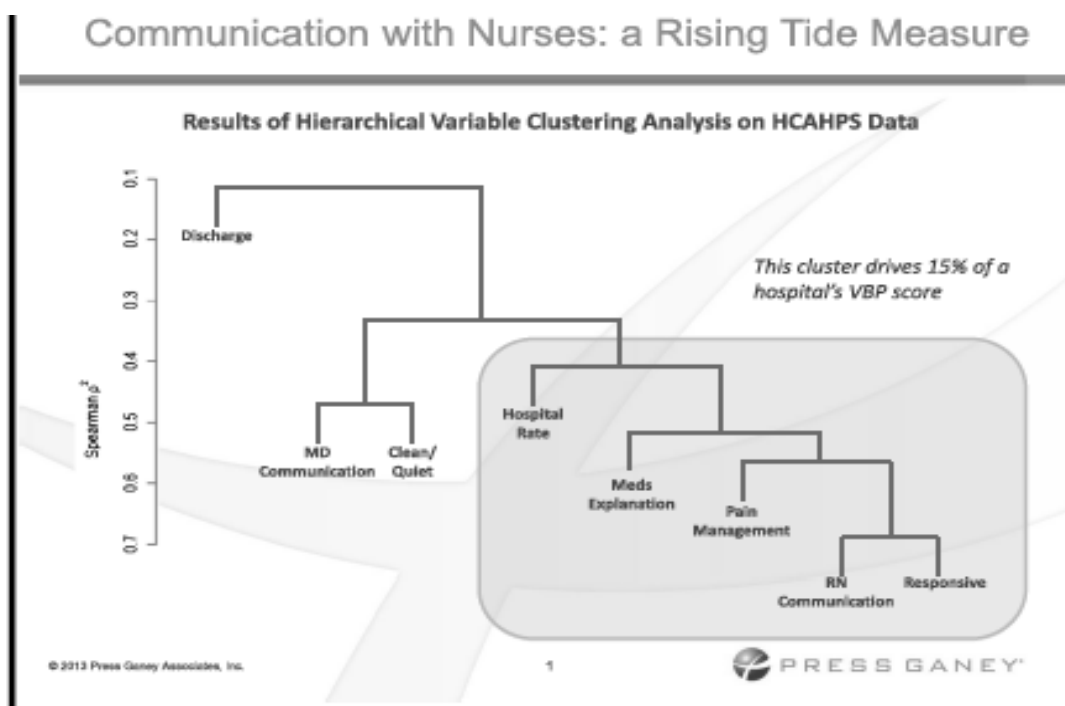 Communication with Nurses: a Rising Tide Measure
Results of Hierarchical Variable Clustering Analysis on HCAHPS Data
0.1
0.2
0.3
0.4
0.5
0.6
0.7
Spearman ρ²
Discharge
This cluster drives 15% of a
hospital's VBP score
MD
Communication
Clean/
Quiet
Hospital
Rate
Meds
Explanation
Pain
Management
RN
Communication
Responsive
© 2013 Press Ganey Associates, Inc.
1
PRESS GANEY